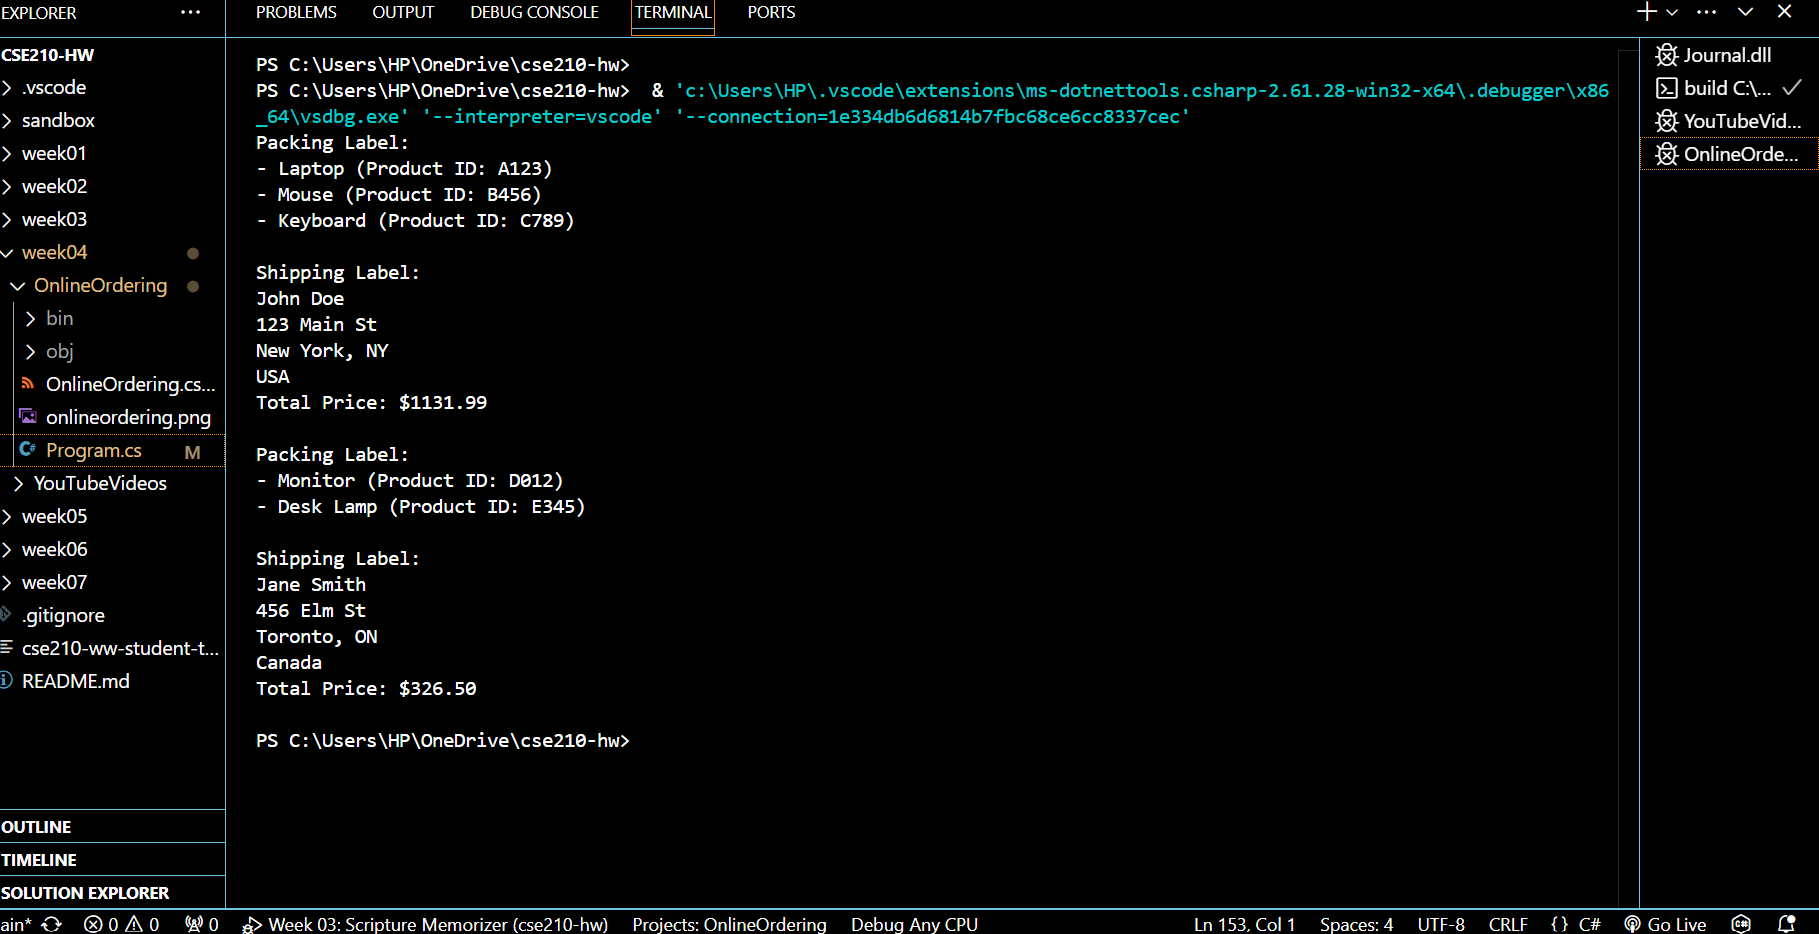 EXPLORER ...
CSE210-HW
.vscode
sandbox
week01
week02
week03
week04
OnlineOrdering
bin
obj
OnlineOrdering.cs...
onlineordering.png
Program.cs M
YouTubeVideos
week05
week06
week07
.gitignore
cse210-ww-student-t...
README.md
OUTLINE
TIMELINE
SOLUTION EXPLORER
PROBLEMS OUTPUT DEBUG CONSOLE TERMINAL PORTS
PS C:\Users\HP\OneDrive\cse210-hw>
PS C:\Users\HP\OneDrive\cse210-hw>  & 'c:\Users\HP\.vscode\extensions\ms-dotnettools.csharp-2.61.28-win32-x64\.debugger\x86
_64\vsdbg.exe' '--interpreter=vscode' '--connection=1e334db6d6814b7fbc68ce6cc8337cec'
Packing Label:
- Laptop (Product ID: A123)
- Mouse (Product ID: B456)
- Keyboard (Product ID: C789)
Shipping Label:
John Doe
123 Main St
New York, NY
USA
Total Price: $1131.99
Packing Label:
- Monitor (Product ID: D012)
- Desk Lamp (Product ID: E345)
Shipping Label:
Jane Smith
456 Elm St
Toronto, ON
Canada
Total Price: $326.50
PS C:\Users\HP\OneDrive\cse210-hw>
Journal.dll
build C:\...
YouTubeVid...
OnlineOrde...
ain* 0 0 0 Week 03: Scripture Memorizer (cse210-hw) Projects: OnlineOrdering Debug Any CPU Ln 153, Col 1 Spaces: 4 UTF-8 CRLF {} C# Go Live